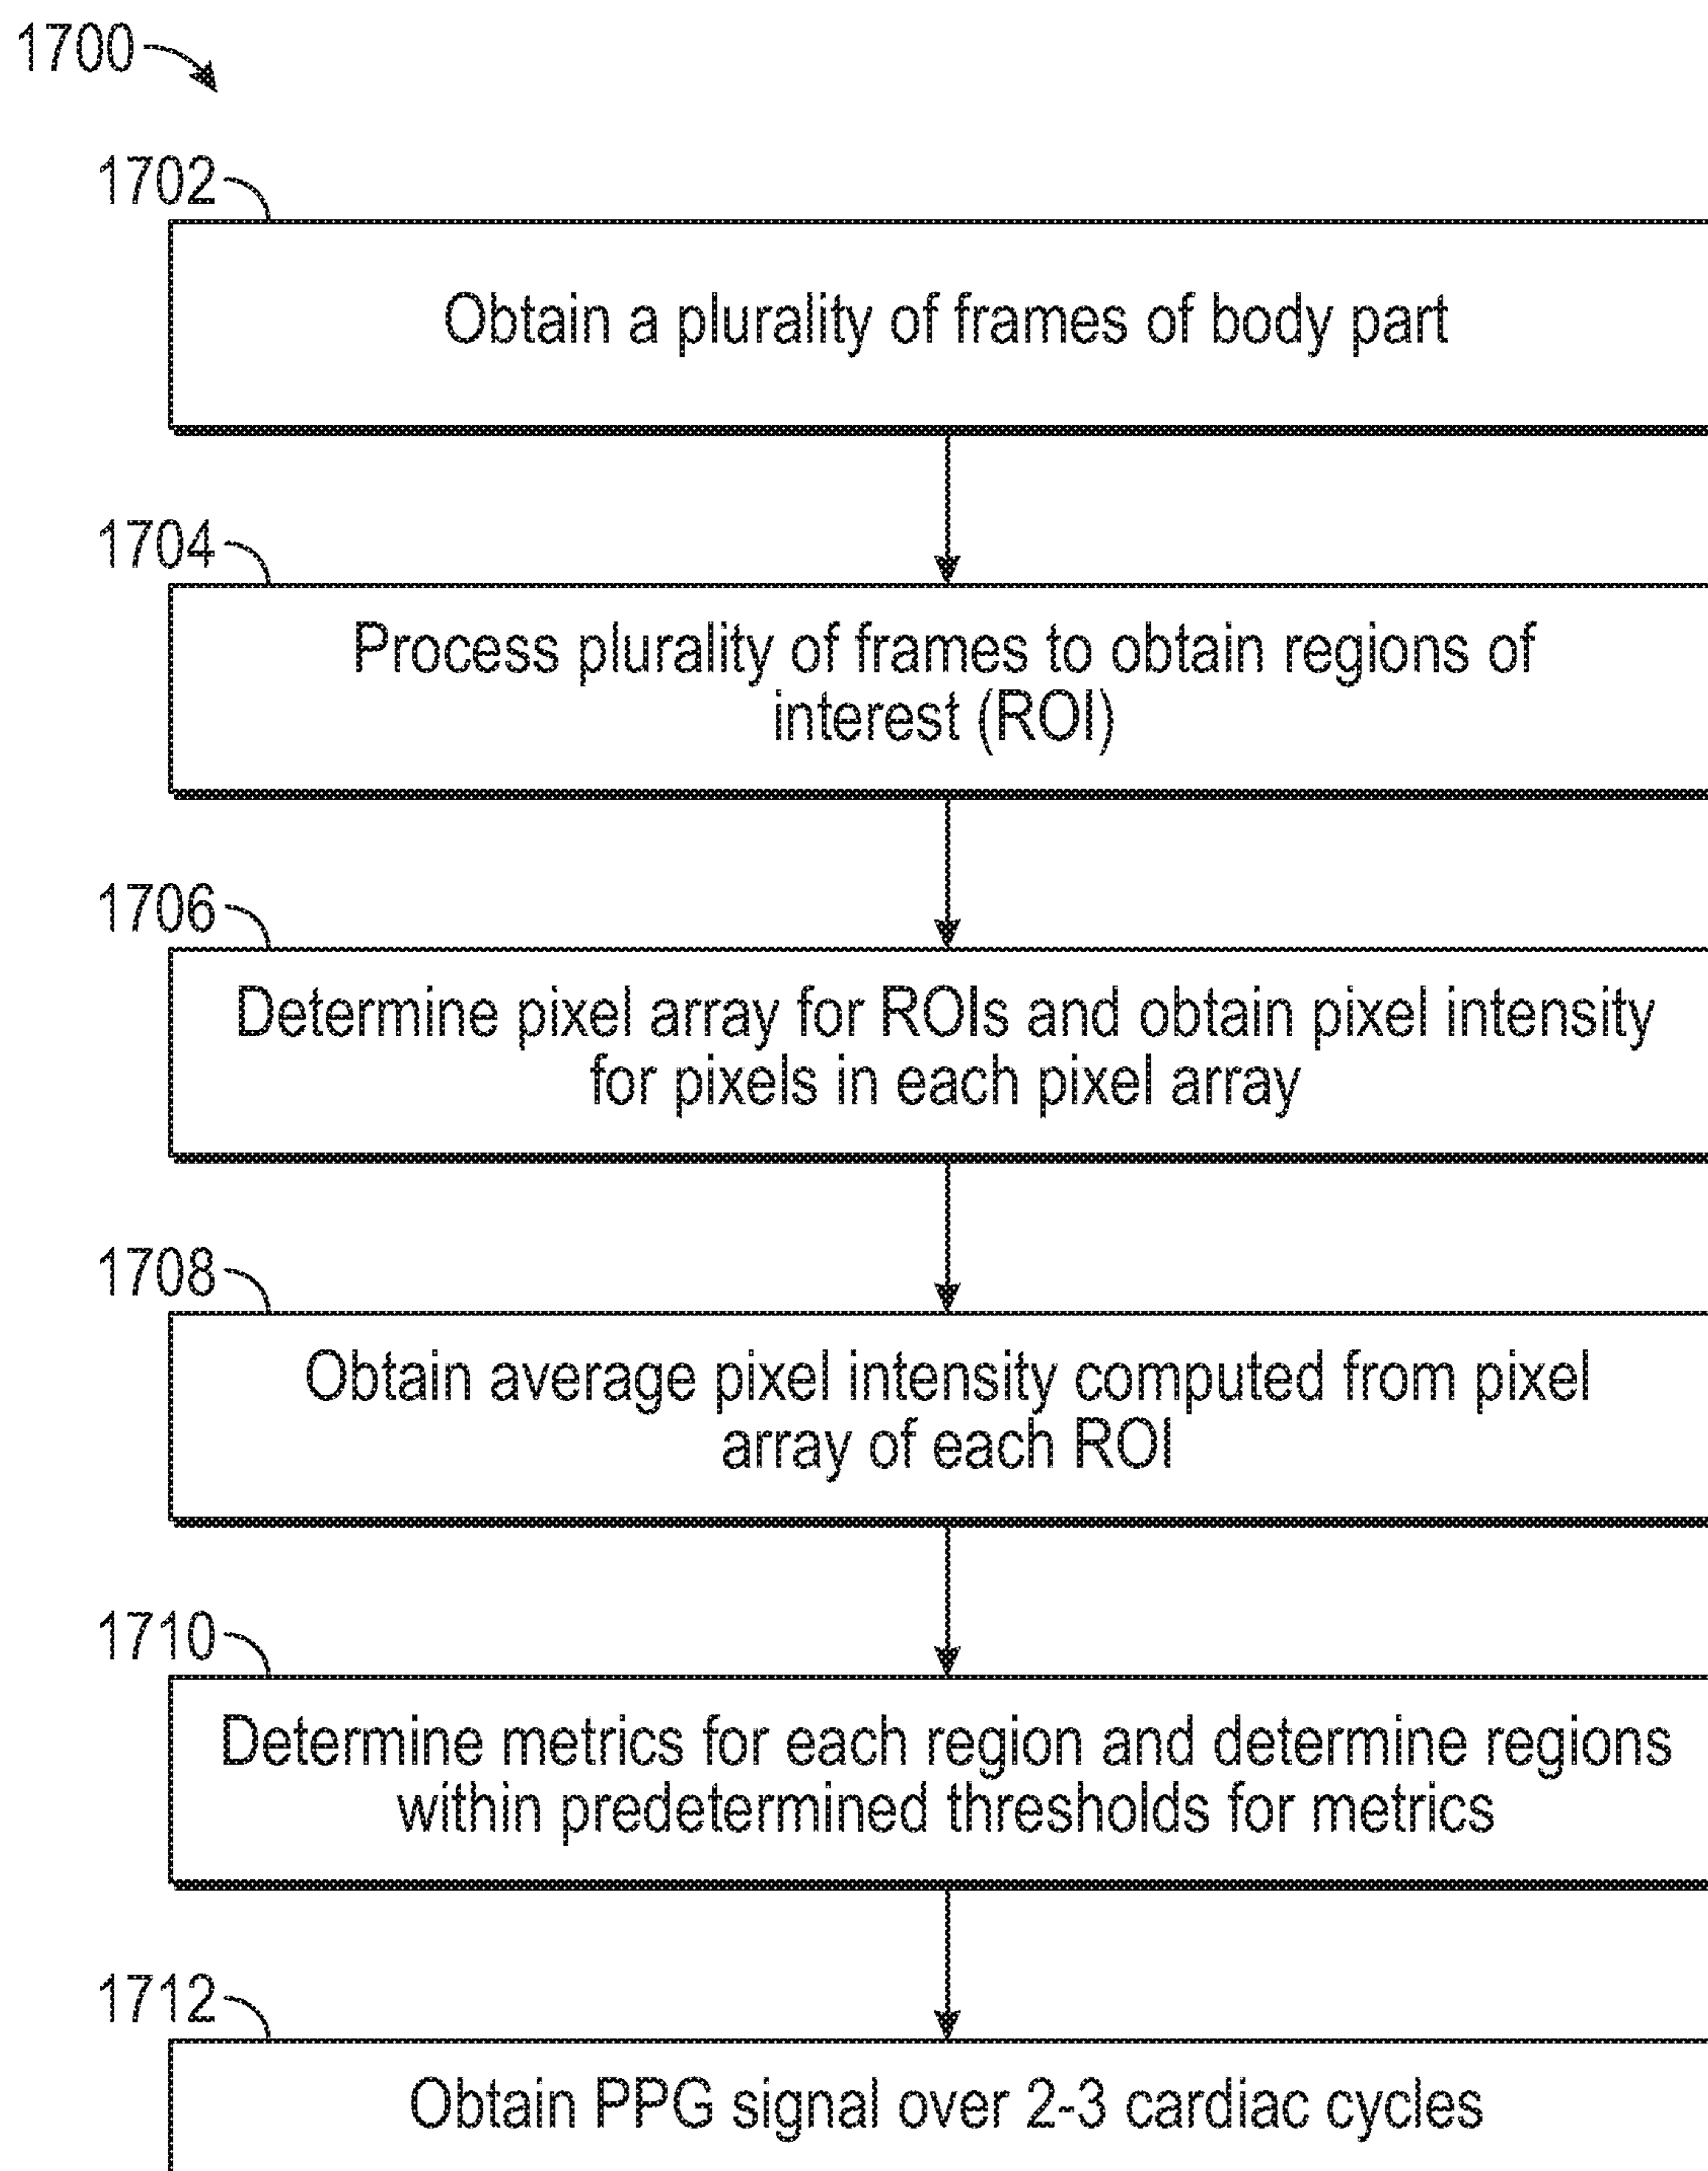 1700
1702
Obtain a plurality of frames of body part
1704
Process plurality of frames to obtain regions of
interest (ROI)
1706
Determine pixel array for ROIs and obtain pixel intensity
for pixels in each pixel array
1708
Obtain average pixel intensity computed from pixel
array of each ROI
1710
Determine metrics for each region and determine regions
within predetermined thresholds for metrics
1712
Obtain PPG signal over 2-3 cardiac cycles